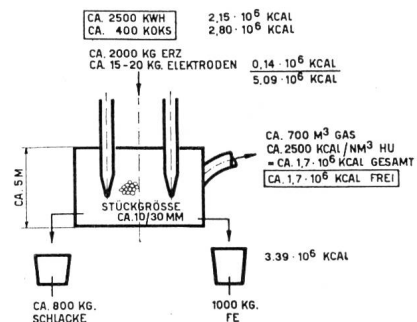 CA. 2500 KWH 2,15·10⁶ KCAL
CA. 400 KOKS 2,80·10⁶ KCAL
CA. 2000 KG ERZ
CA. 15-20 KG. ELEKTRODEN 0,14·10⁶ KCAL
5,09·10⁶ KCAL
CA. 700 M³ GAS
CA.2500 KCAL/NM³ HU
= CA.1,7·10⁶ KCAL GESAMT
CA.1,7·10⁶ KCAL FREI
CA. 5 M
STÜCKGRÖSSE
CA.10/30 MM
3.39·10⁶ KCAL
CA. 800 KG.
SCHLACKE
1000 KG.
FE